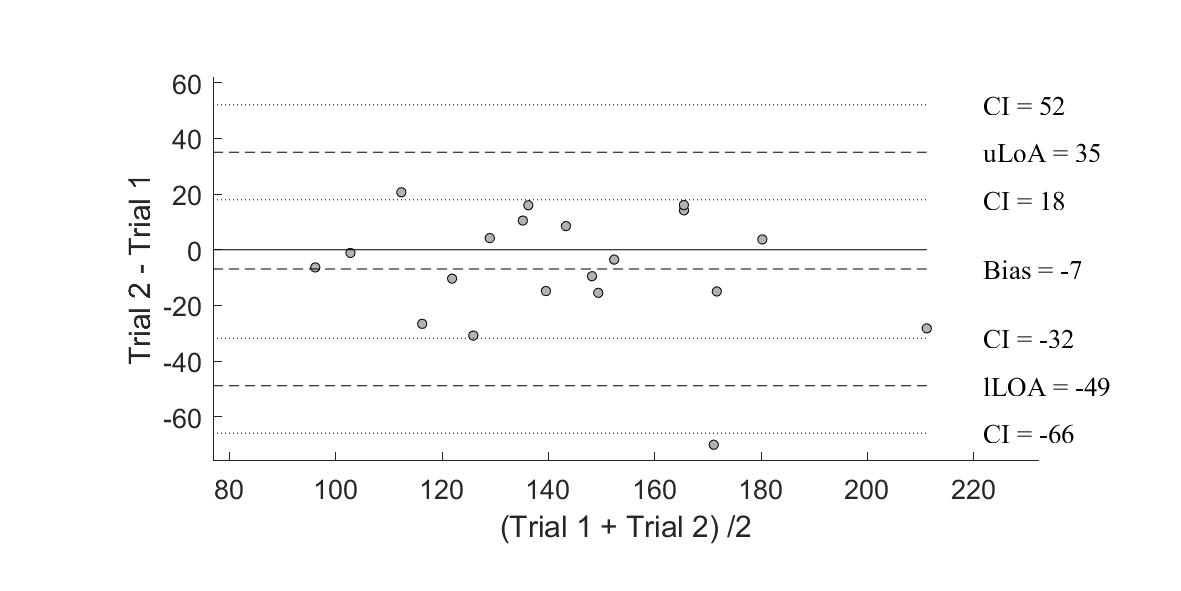 60
40
20
0
-20
-40
-60
Trial 2 - Trial 1
CI = 52
uLoA = 35
CI = 18
Bias = -7
CI = -32
lLOA = -49
CI = -66
80 100 120 140 160 180 200 220
(Trial 1 + Trial 2) /2